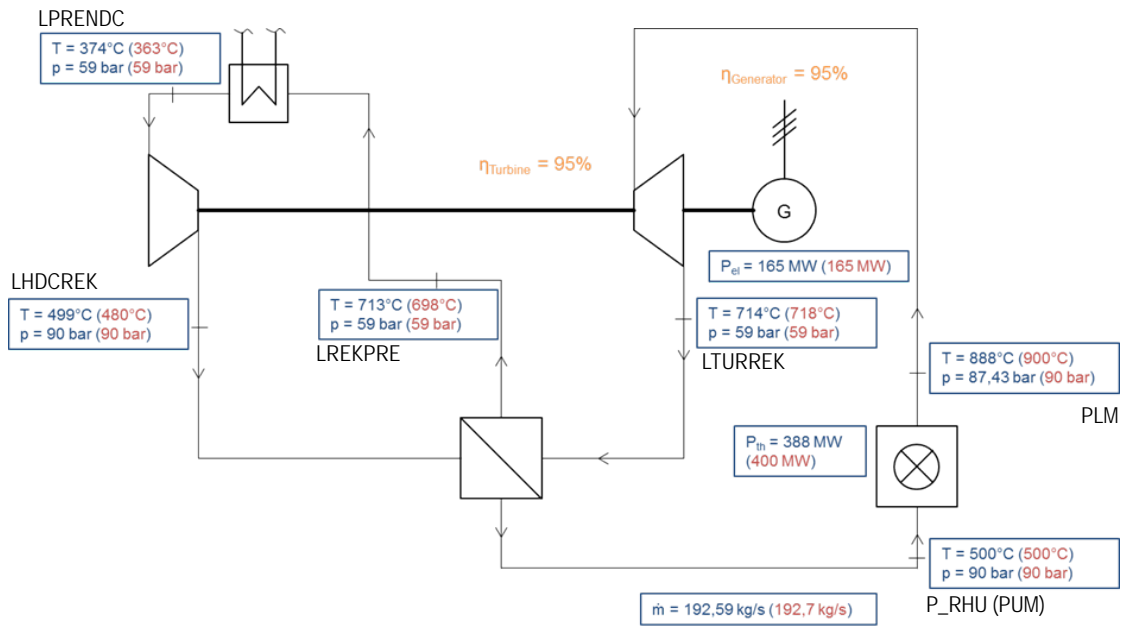 LPRENDC
T = 374°C (363°C)
p = 59 bar (59 bar)
ηGenerator = 95%
ηTurbine = 95%
G
Pel = 165 MW (165 MW)
LHDCREK
T = 499°C (480°C)
p = 90 bar (90 bar)
T = 713°C (698°C)
p = 59 bar (59 bar)
LREKPRE
T = 714°C (718°C)
p = 59 bar (59 bar)
LTURREK
T = 888°C (900°C)
p = 87,43 bar (90 bar)
PLM
Pth = 388 MW
(400 MW)
T = 500°C (500°C)
p = 90 bar (90 bar)
P_RHU (PUM)
ṁ = 192,59 kg/s (192,7 kg/s)